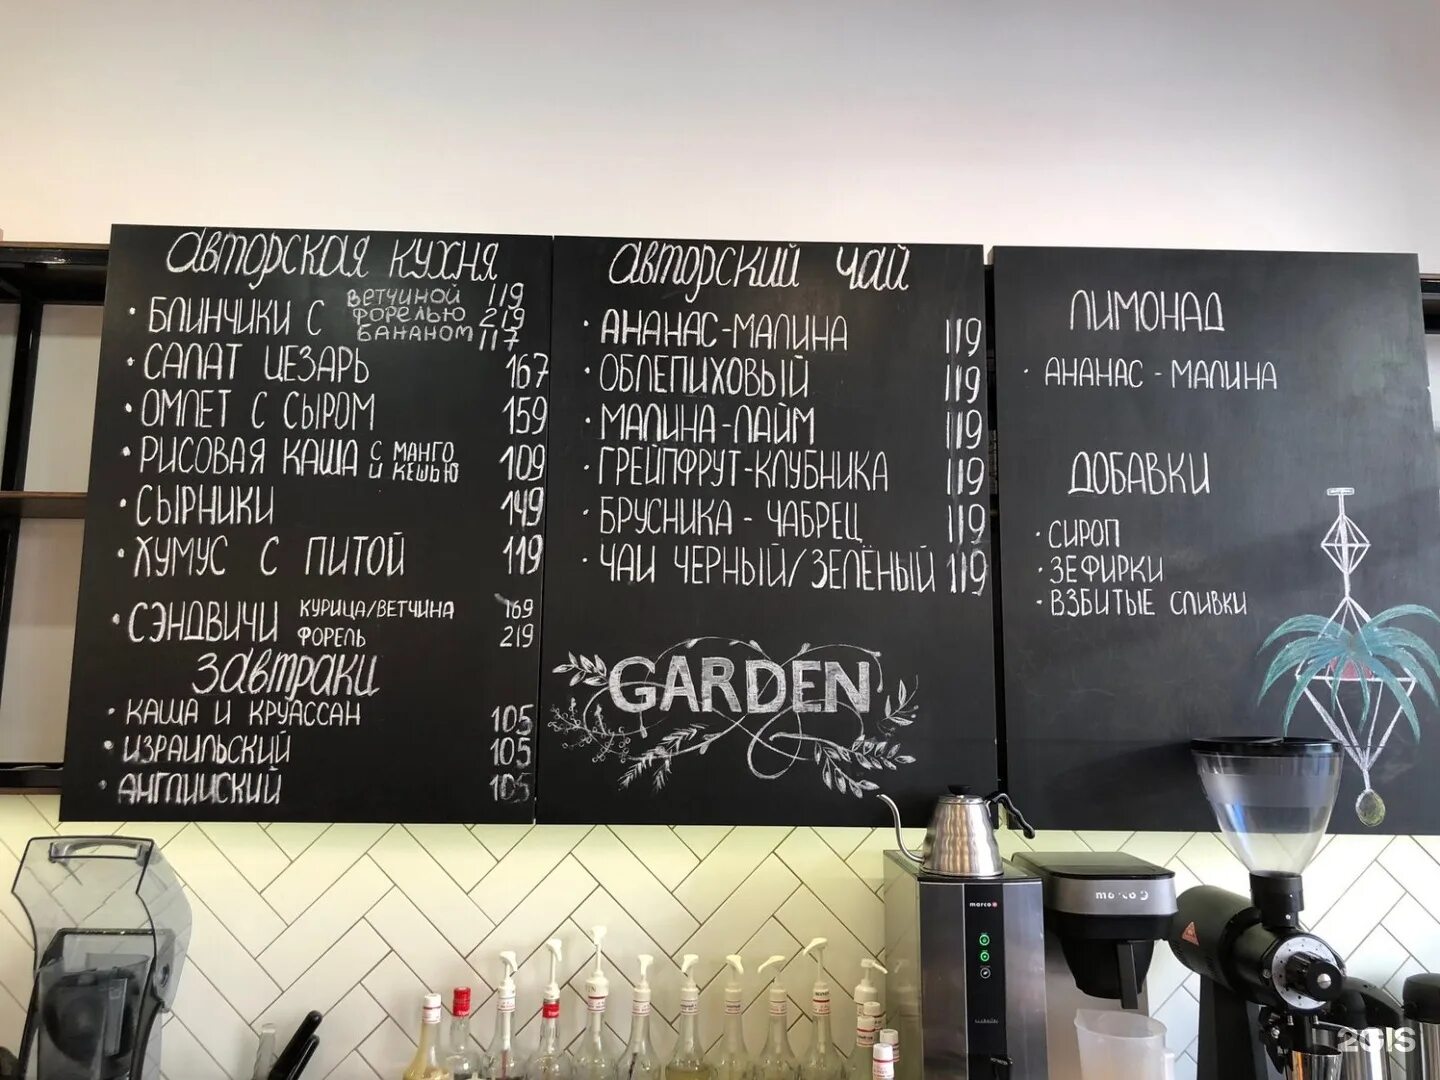 АВТОРСКАЯ КУХНЯ
• БЛИНЧИКИ С ВЕТЧИНОЙ 119
ФОРЕЛЬЮ 219
БАНАНОМ 117
• САЛАТ ЦЕЗАРЬ 167
• ОМЛЕТ С СЫРОМ 159
• РИСОВАЯ КАША С МАНГО И КЕШЬЮ 109
• СЫРНИКИ 149
• ХУМУС С ПИТОЙ 119
• СЭНДВИЧИ КУРИЦА/ВЕТЧИНА 169
ФОРЕЛЬ 219
ЗАВТРАКИ
• КАША И КРУАССАН 105
• ИЗРАИЛЬСКИЙ 105
• АНГЛИЙСКИЙ 105
АВТОРСКИЙ ЧАЙ
• АНАНАС-МАЛИНА 119
• ОБЛЕПИХОВЫЙ 119
• МАЛИНА-ЛАЙМ 119
• ГРЕЙПФРУТ-КЛУБНИКА 119
• БРУСНИКА - ЧАБРЕЦ 119
• ЧАЙ ЧЕРНЫЙ/ЗЕЛЁНЫЙ 119
GARDEN
ЛИМОНАД
• АНАНАС - МАЛИНА
ДОБАВКИ
• СИРОП
• ЗЕФИРКИ
• ВЗБИТЫЕ СЛИВКИ
marco
marco
2GIS